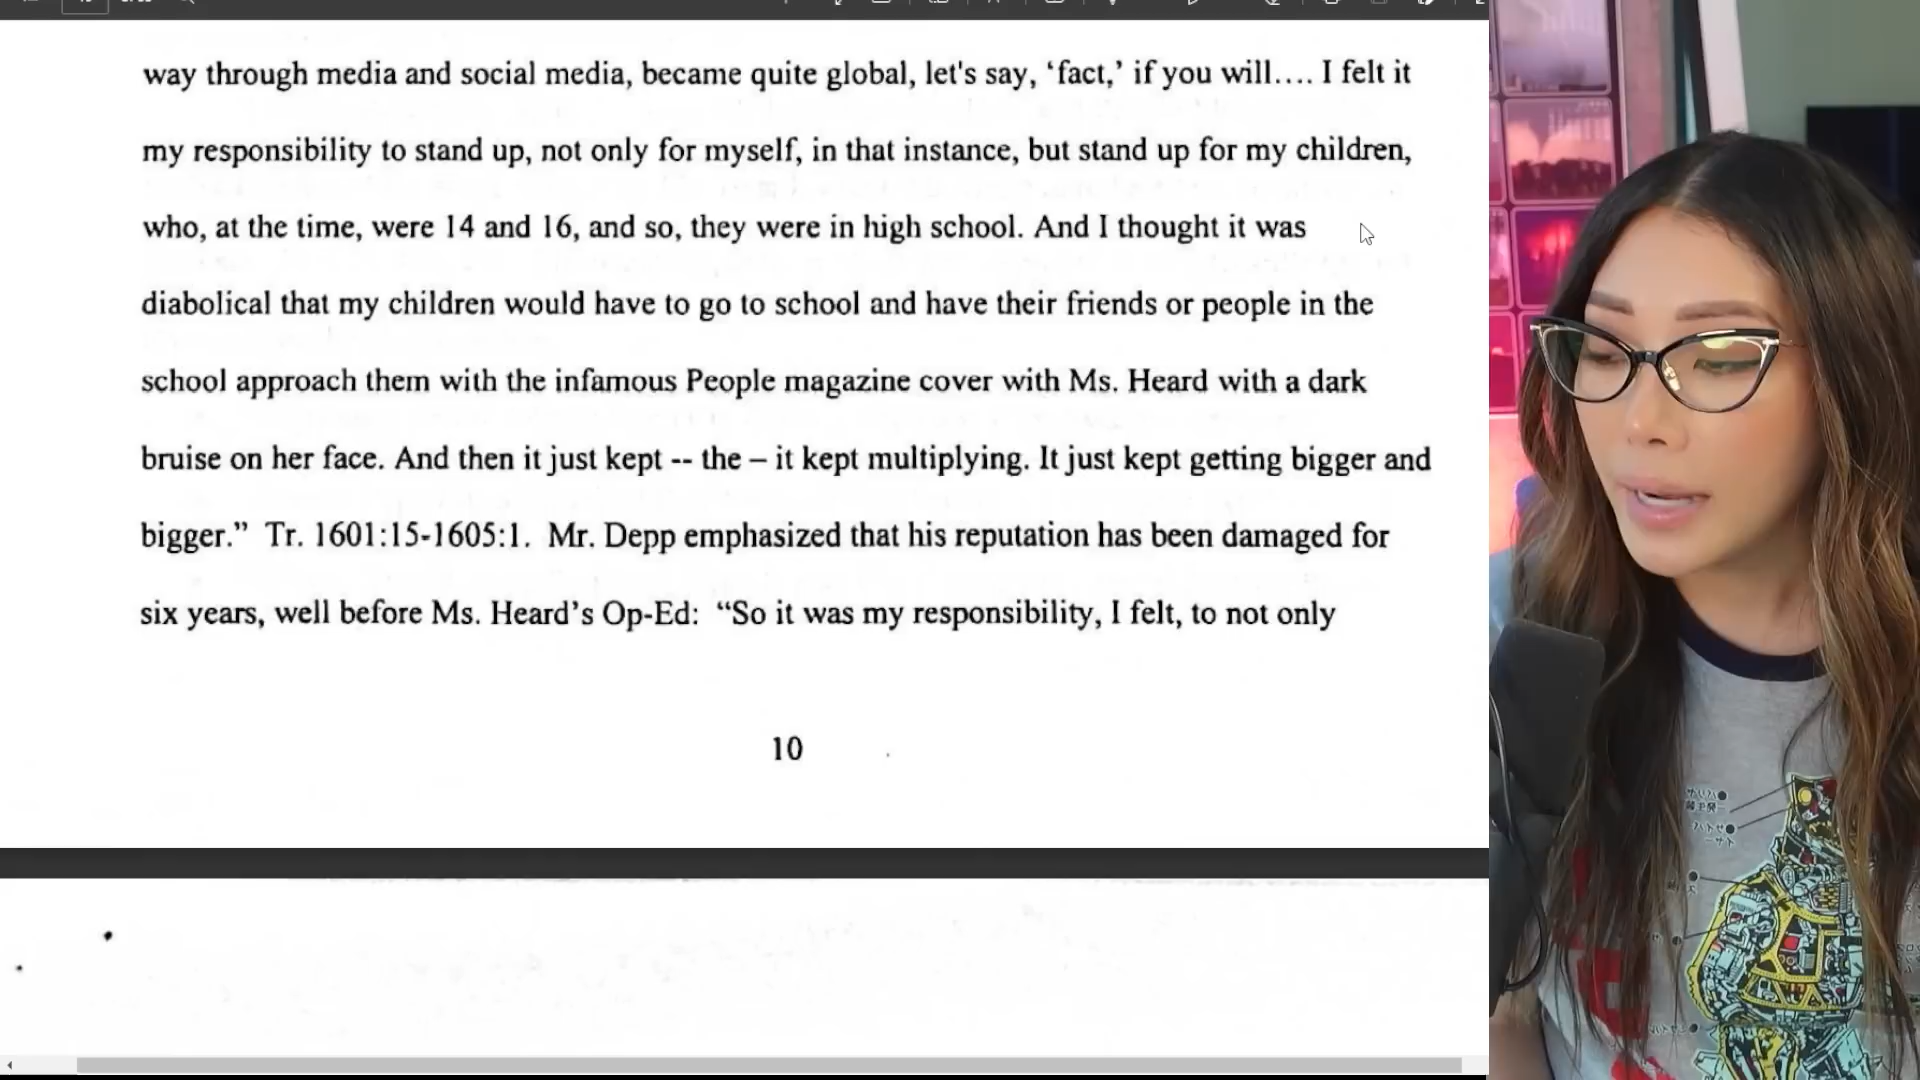 way through media and social media, became quite global, let's say, ‘fact,’ if you will.... I felt it
my responsibility to stand up, not only for myself, in that instance, but stand up for my children,
who, at the time, were 14 and 16, and so, they were in high school. And I thought it was
diabolical that my children would have to go to school and have their friends or people in the
school approach them with the infamous People magazine cover with Ms. Heard with a dark
bruise on her face. And then it just kept -- the – it kept multiplying. It just kept getting bigger and
bigger.” Tr. 1601:15-1605:1. Mr. Depp emphasized that his reputation has been damaged for
six years, well before Ms. Heard’s Op-Ed: “So it was my responsibility, I felt, to not only
10